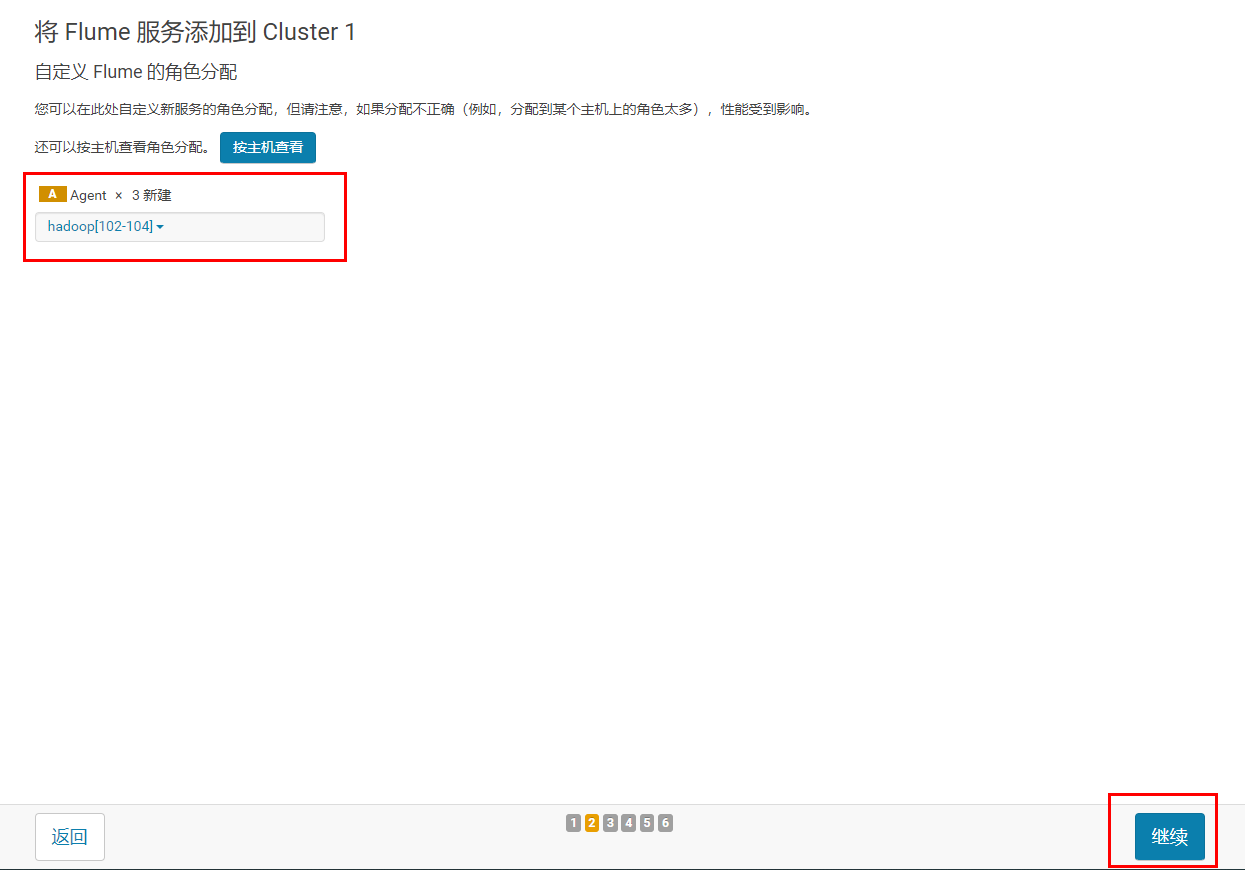 将 Flume 服务添加到 Cluster 1
自定义 Flume 的角色分配
您可以在此处自定义新服务的角色分配，但请注意，如果分配不正确（例如，分配到某个主机上的角色太多），性能受到影响。
还可以按主机查看角色分配。 按主机查看
A Agent × 3 新建
hadoop[102-104]
返回 1 2 3 4 5 6 继续